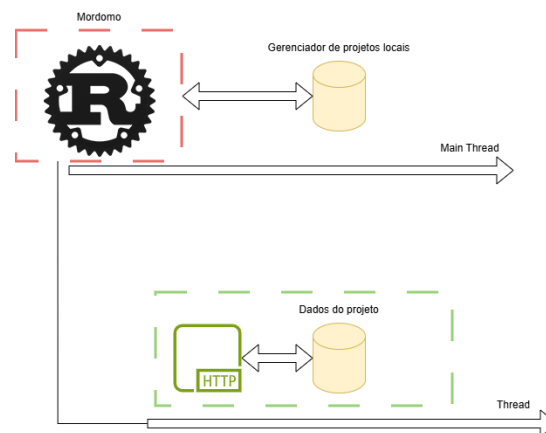 Mordomo
Gerenciador de projetos locais
R
Main Thread
Dados do projeto
HTTP
Thread